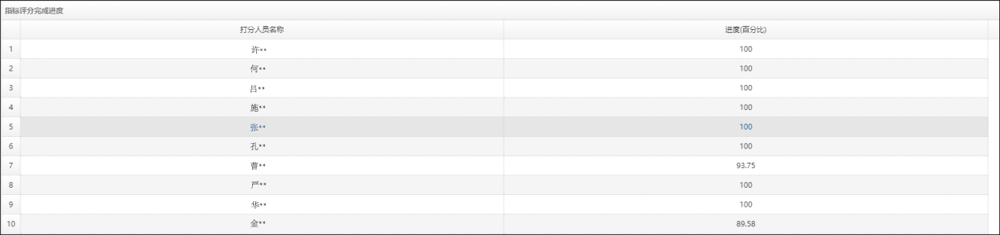 指标评分完成进度
打分人员名称 进度(百分比)
1 许** 100
2 何** 100
3 吕** 100
4 施** 100
5 张** 100
6 孔** 100
7 曹** 93.75
8 严** 100
9 华** 100
10 金** 89.58